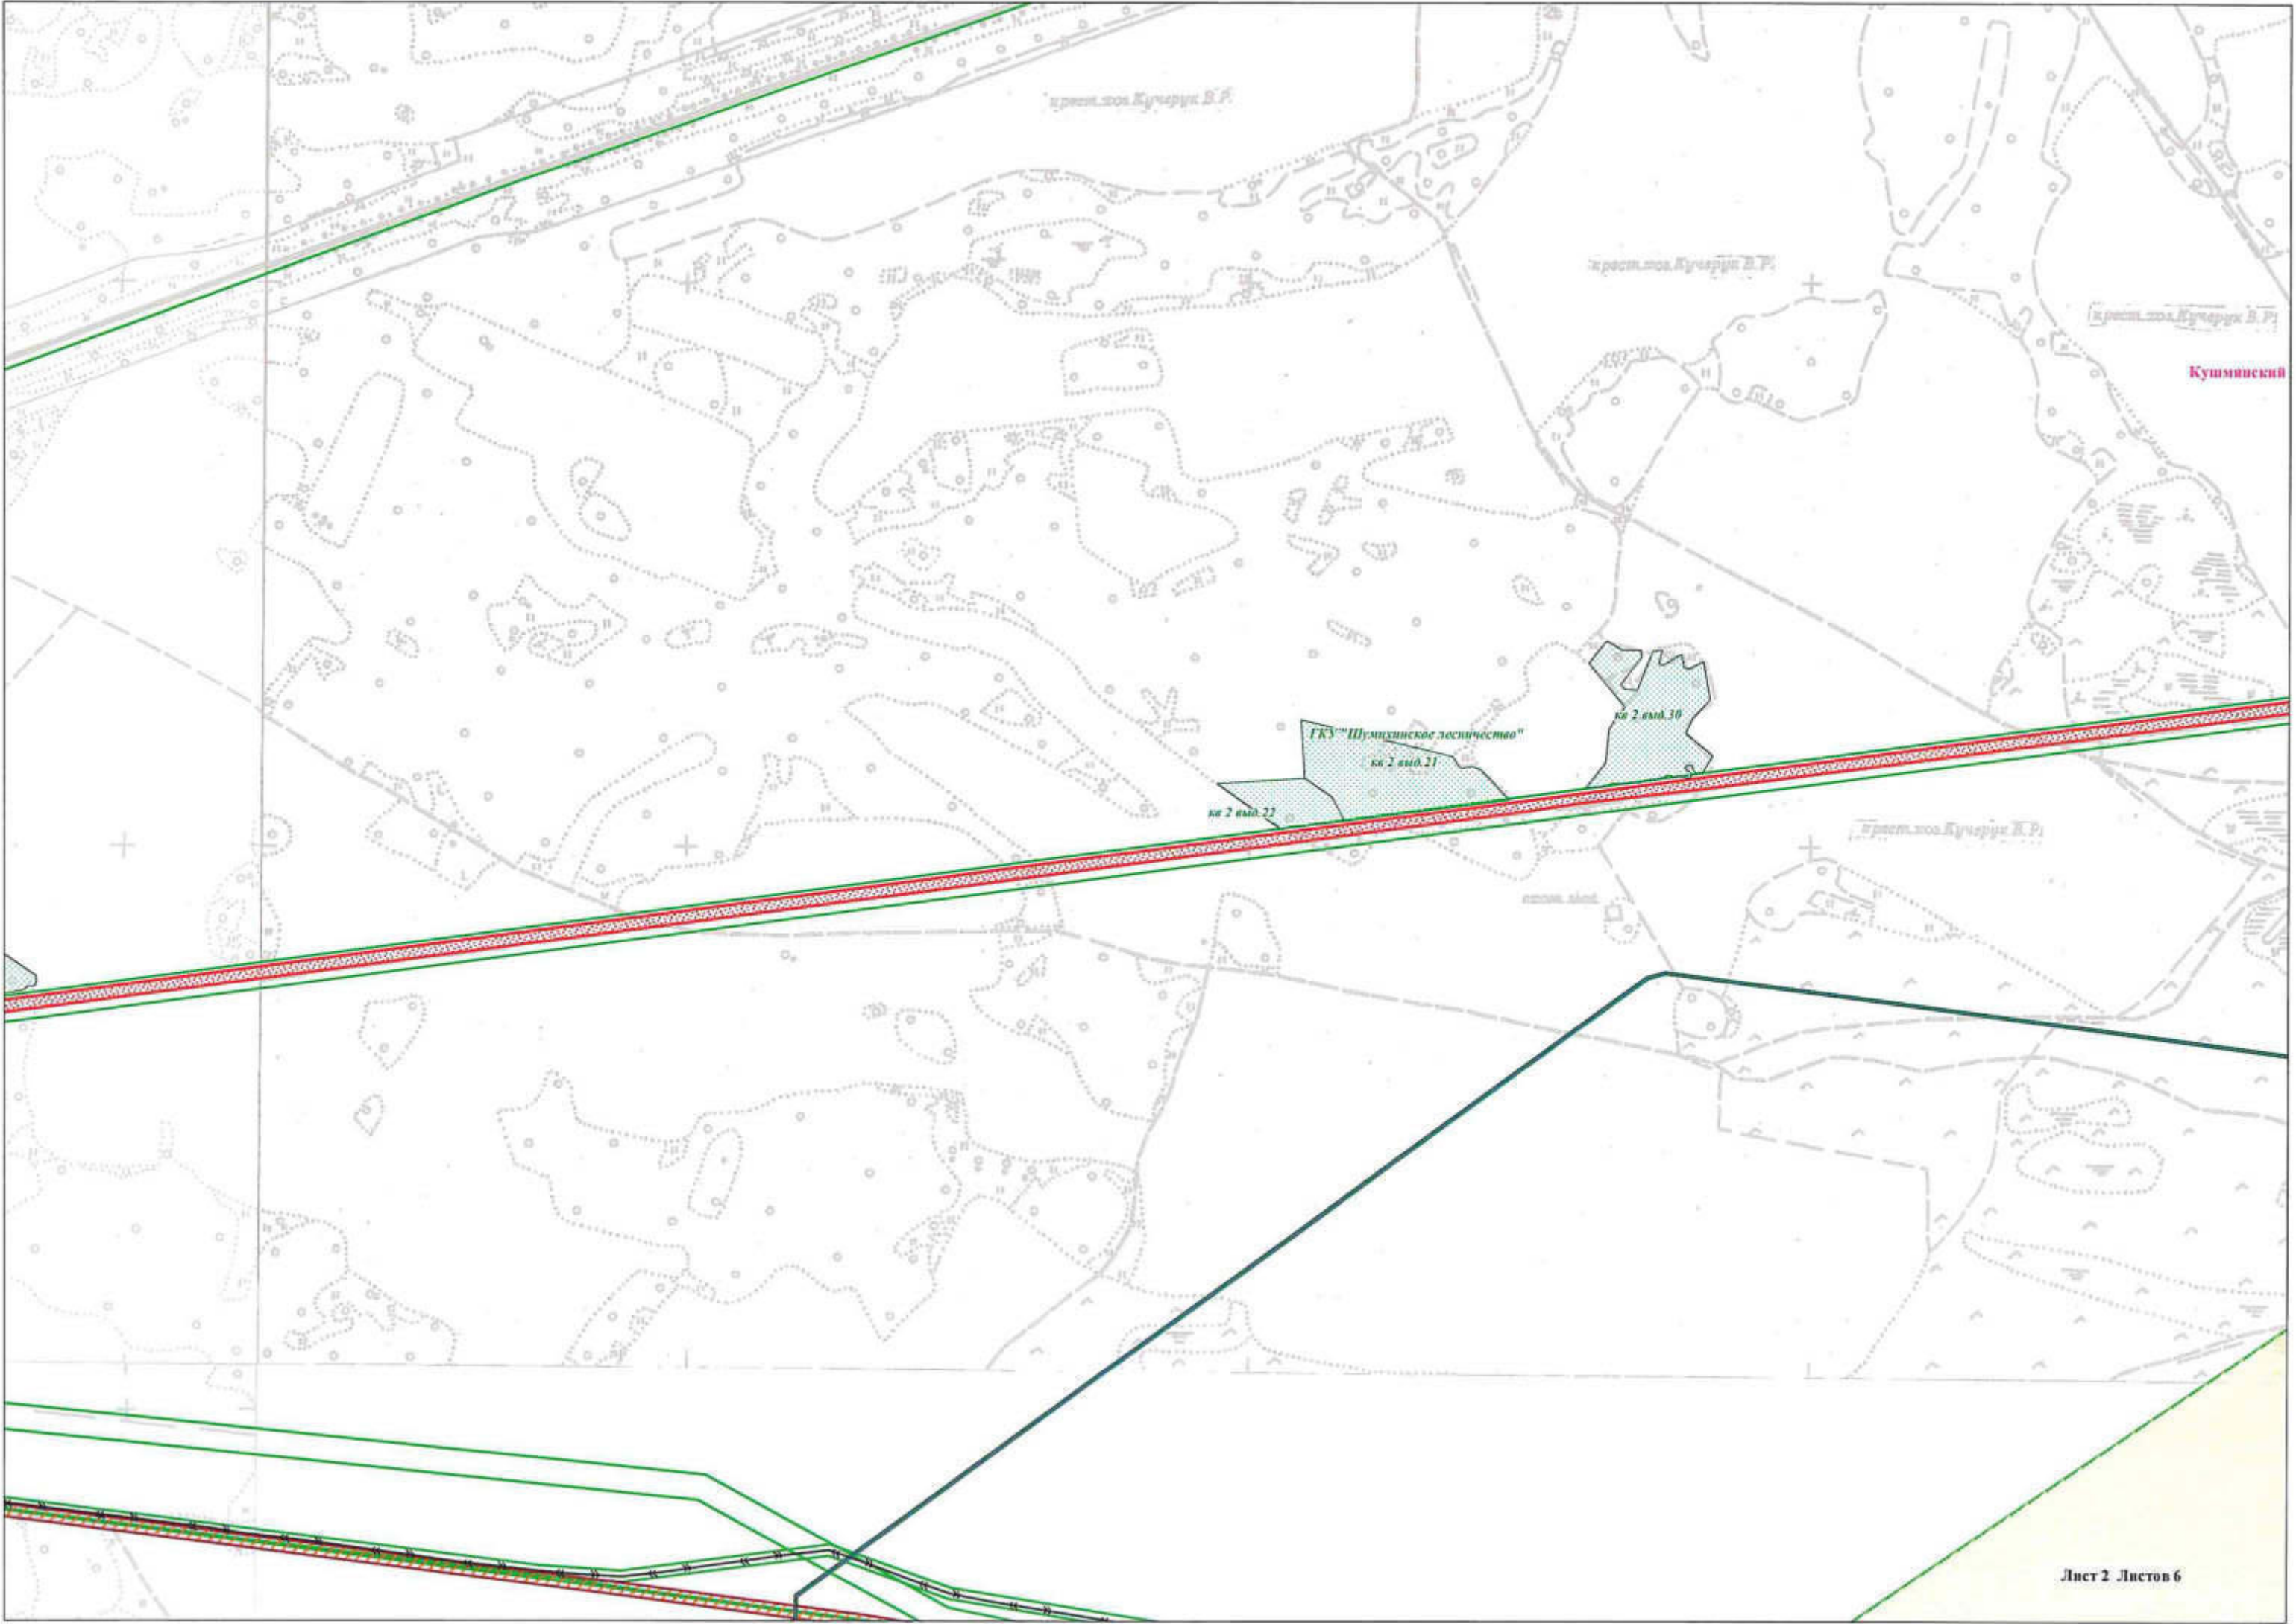 крест.хоз.Кучерук В.Р.
крест.хоз.Кучерук В.Р.
крест.хоз.Кучерук В.Р.
Кушминский
кв 2 выд.30
ГКУ "Шумихинское лесничество"
кв 2 выд.21
кв 2 выд.22
крест.хоз.Кучерук В.Р.
Лист 2 Листов 6